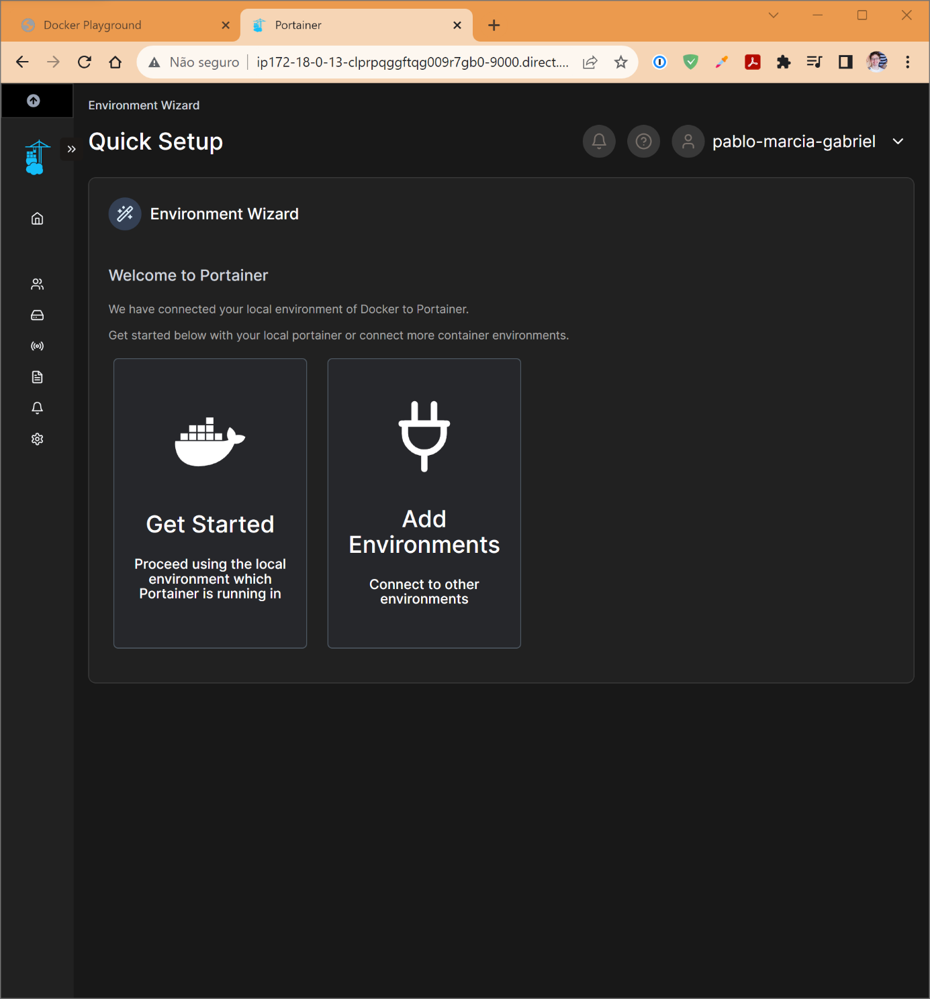 Docker Playground
Portainer
Não seguro
ip172-18-0-13-clprpqggftqg009r7gb0-9000.direct....
Environment Wizard
Quick Setup
pablo-marcia-gabriel
Environment Wizard
Welcome to Portainer
We have connected your local environment of Docker to Portainer.
Get started below with your local portainer or connect more container environments.
Get Started
Proceed using the local
environment which
Portainer is running in
Add
Environments
Connect to other
environments